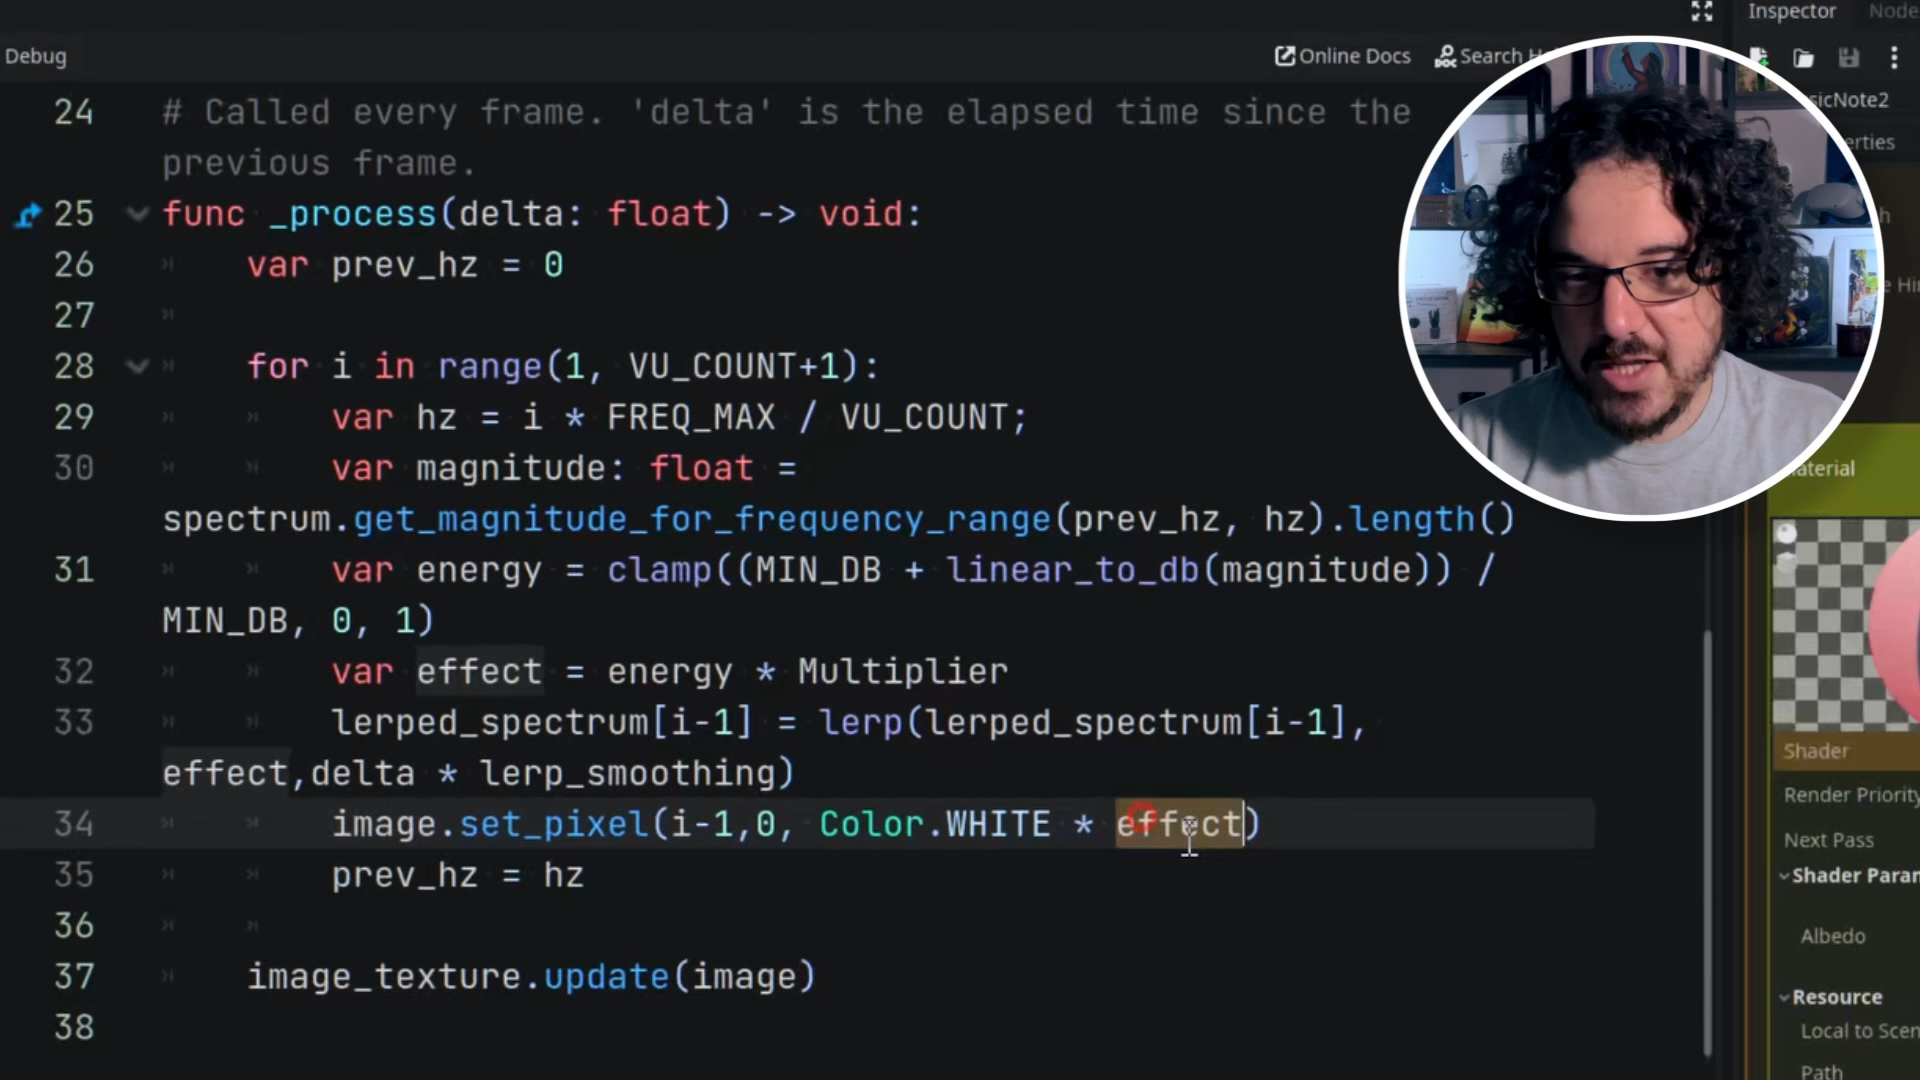 Inspector Node
Debug
Online Docs
Search
sicNote2
erties
24 # Called every frame. 'delta' is the elapsed time since the
previous frame.
25 func _process(delta: float) -> void:
26 var prev_hz = 0
27
28 for i in range(1, VU_COUNT+1):
29 var hz = i * FREQ_MAX / VU_COUNT;
30 var magnitude: float =
spectrum.get_magnitude_for_frequency_range(prev_hz, hz).length()
31 var energy = clamp((MIN_DB + linear_to_db(magnitude)) /
MIN_DB, 0, 1)
32 var effect = energy * Multiplier
33 lerped_spectrum[i-1] = lerp(lerped_spectrum[i-1],
effect,delta * lerp_smoothing)
34 image.set_pixel(i-1,0, Color.WHITE * effect)
35 prev_hz = hz
36
37 image_texture.update(image)
38
aterial
Shader
Render Priority
Next Pass
Shader Param
Albedo
Resource
Local to Scen
Path